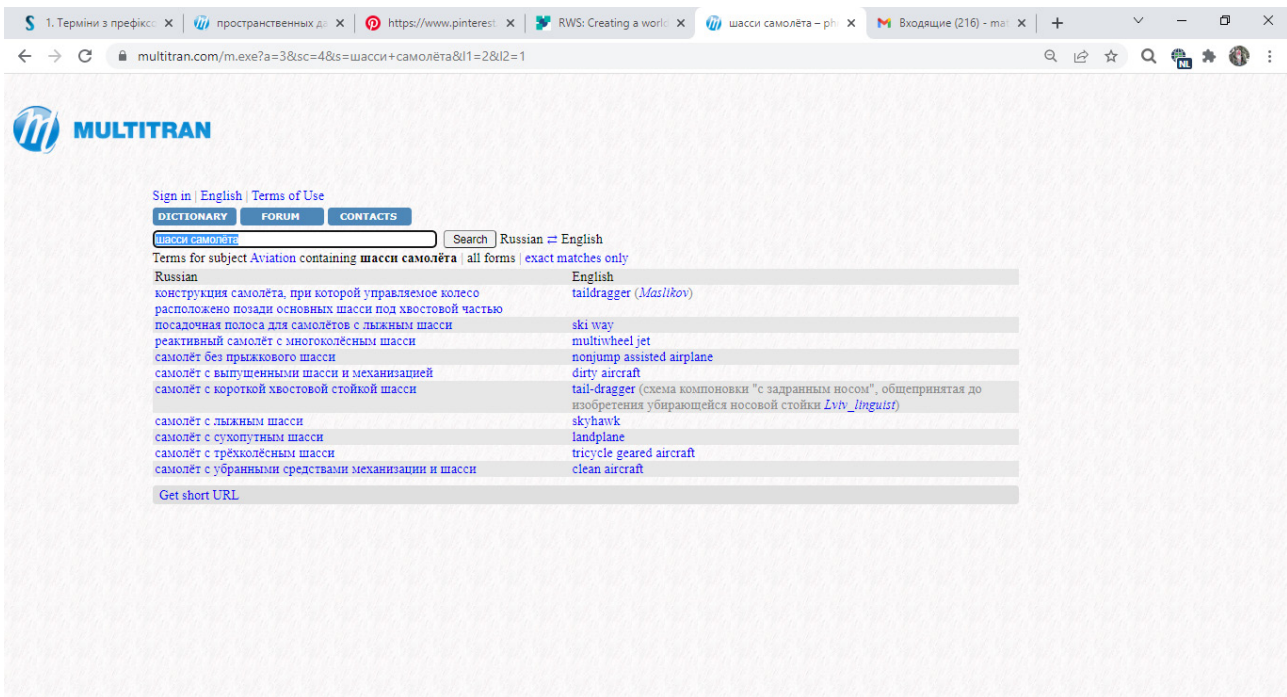 1. Терміни з префіксо
пространственных да
https://www.pinterest.
RWS: Creating a world
шасси самолёта – phr
Входящие (216) - mat
multitran.com/m.exe?a=3&sc=4&s=шасси+самолёта&l1=2&l2=1
NL
MULTITRAN
Sign in | English | Terms of Use
DICTIONARY FORUM CONTACTS
шасси самолёта Search Russian ⇄ English
Terms for subject Aviation containing шасси самолёта | all forms | exact matches only
Russian English
конструкция самолёта, при которой управляемое колесо taildragger (Maslikov)
расположено позади основных шасси под хвостовой частью
посадочная полоса для самолётов с лыжным шасси ski way
реактивный самолёт с многоколёсным шасси multiwheel jet
самолёт без прыжкового шасси nonjump assisted airplane
самолёт с выпущенными шасси и механизацией dirty aircraft
самолёт с короткой хвостовой стойкой шасси tail-dragger (схема компоновки "с задранным носом", общепринятая до
изобретения убирающейся носовой стойки Lviv_linguist)
самолёт с лыжным шасси skyhawk
самолёт с сухопутным шасси landplane
самолёт с трёхколёсным шасси tricycle geared aircraft
самолёт с убранными средствами механизации и шасси clean aircraft
Get short URL